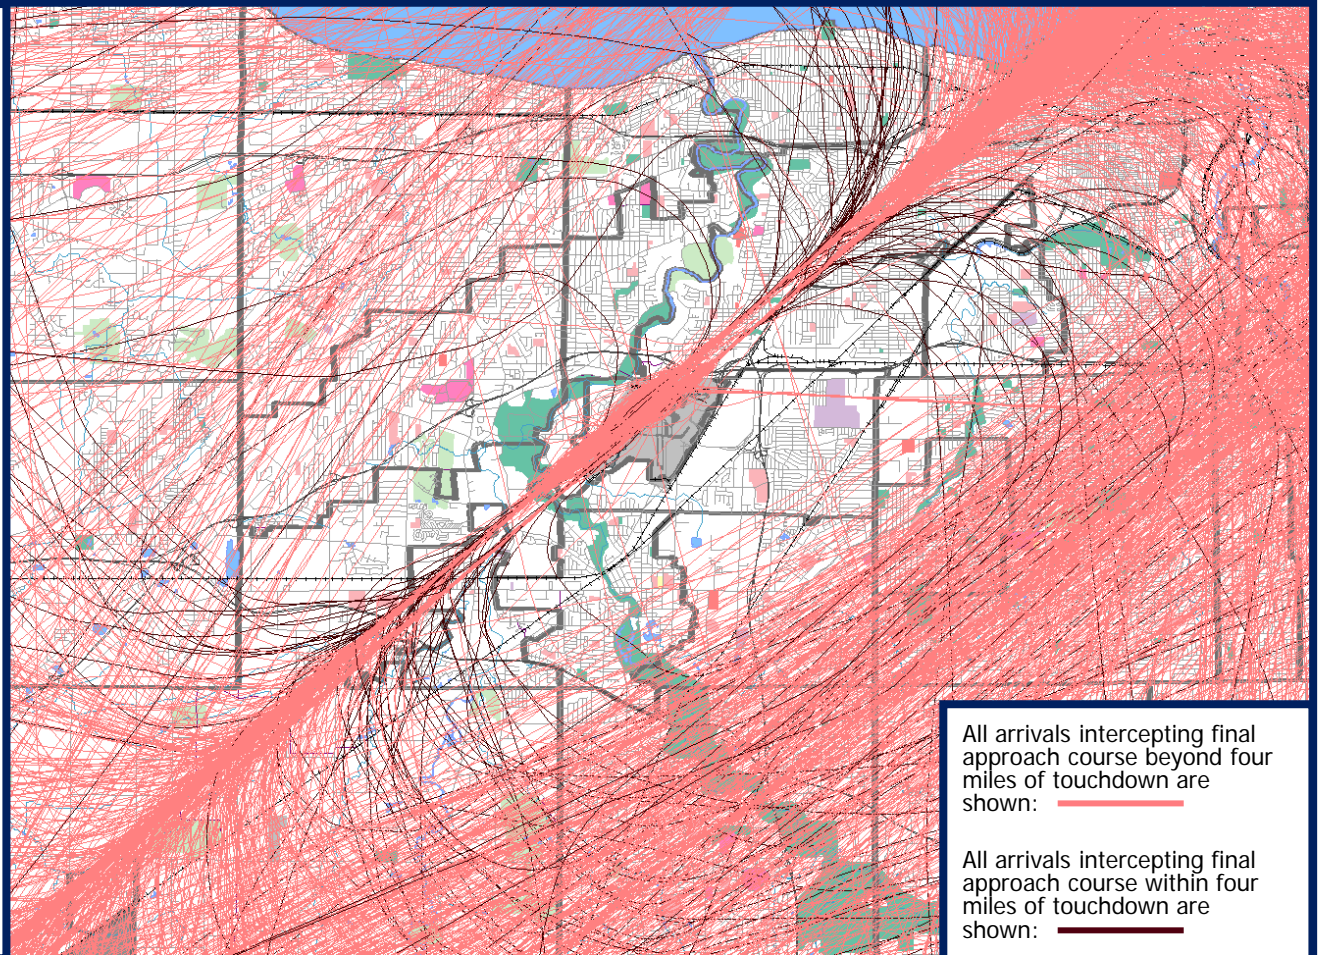 All arrivals intercepting final
approach course beyond four
miles of touchdown are
shown:
All arrivals intercepting final
approach course within four
miles of touchdown are
shown: